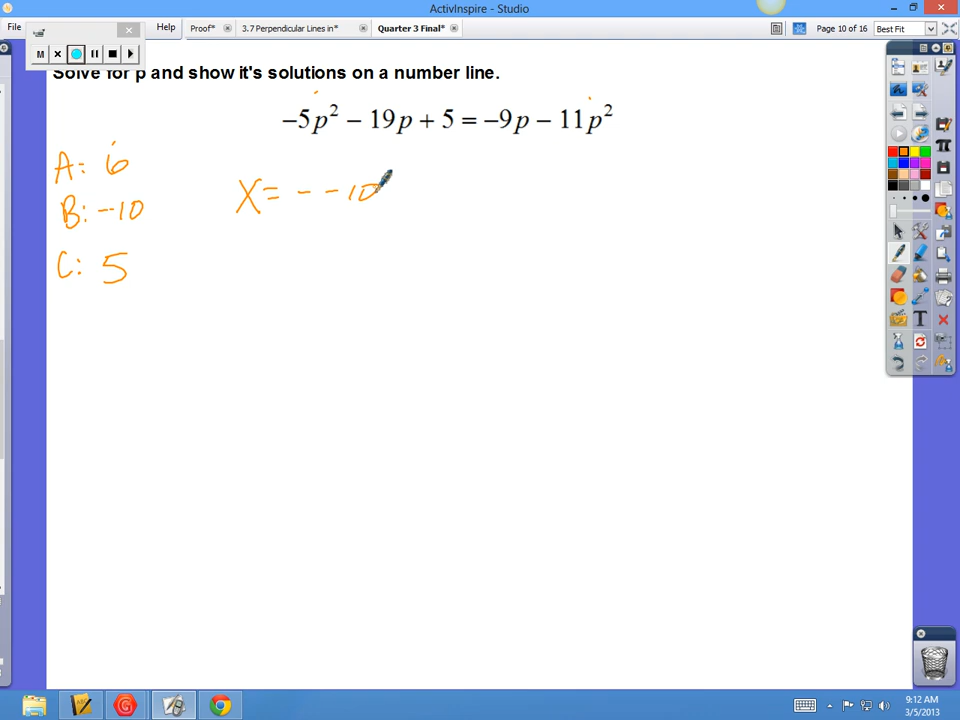 ActivInspire - Studio
File
Help
Proof*
3.7 Perpendicular Lines in*
Quarter 3 Final*
Page 10 of 16
Best Fit
M
Solve for p and show it's solutions on a number line.
−5p² − 19p + 5 = −9p − 11p²
A: 6
B: -10
C: 5
X= - -10
9:12 AM
3/5/2013